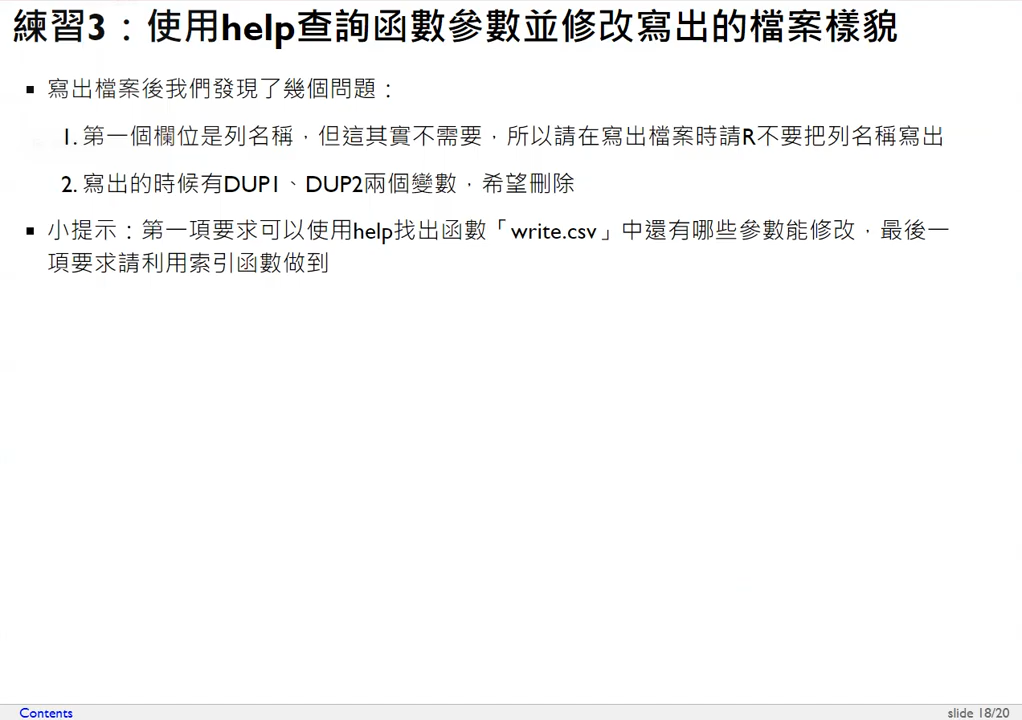 練習3：使用help查詢函數參數並修改寫出的檔案樣貌
▪ 寫出檔案後我們發現了幾個問題：
1. 第一個欄位是列名稱，但這其實不需要，所以請在寫出檔案時請R不要把列名稱寫出
2. 寫出的時候有DUP1、DUP2兩個變數，希望刪除
▪ 小提示：第一項要求可以使用help找出函數「write.csv」中還有哪些參數能修改，最後一
項要求請利用索引函數做到
Contents
slide 18/20